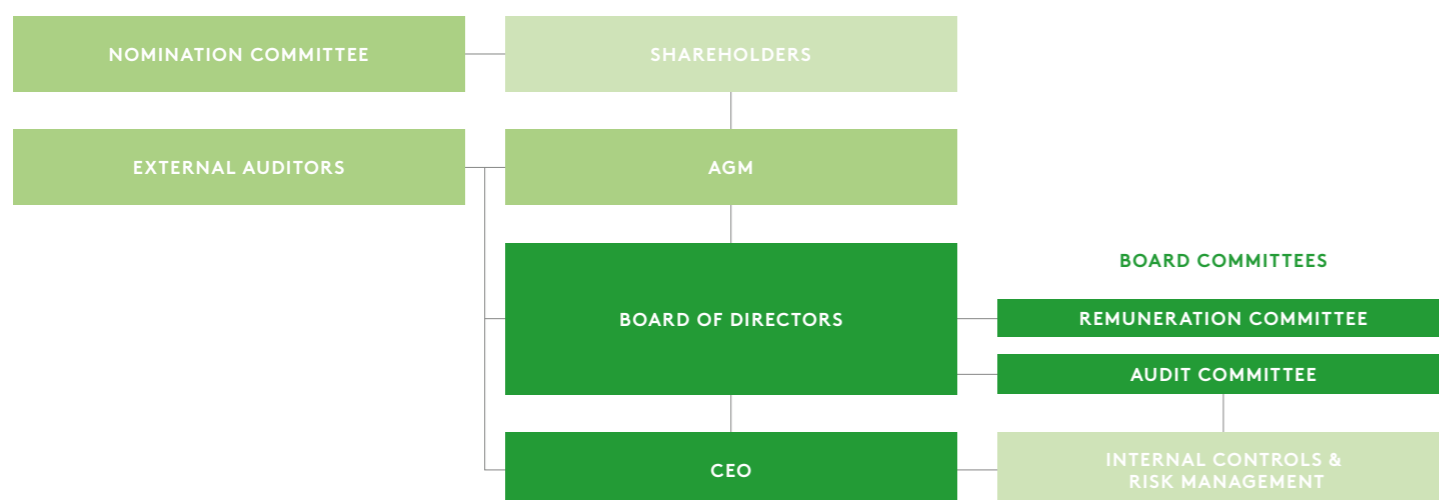 NOMINATION COMMITTEE
SHAREHOLDERS
EXTERNAL AUDITORS
AGM
BOARD COMMITTEES
BOARD OF DIRECTORS
REMUNERATION COMMITTEE
AUDIT COMMITTEE
CEO
INTERNAL CONTROLS &
RISK MANAGEMENT